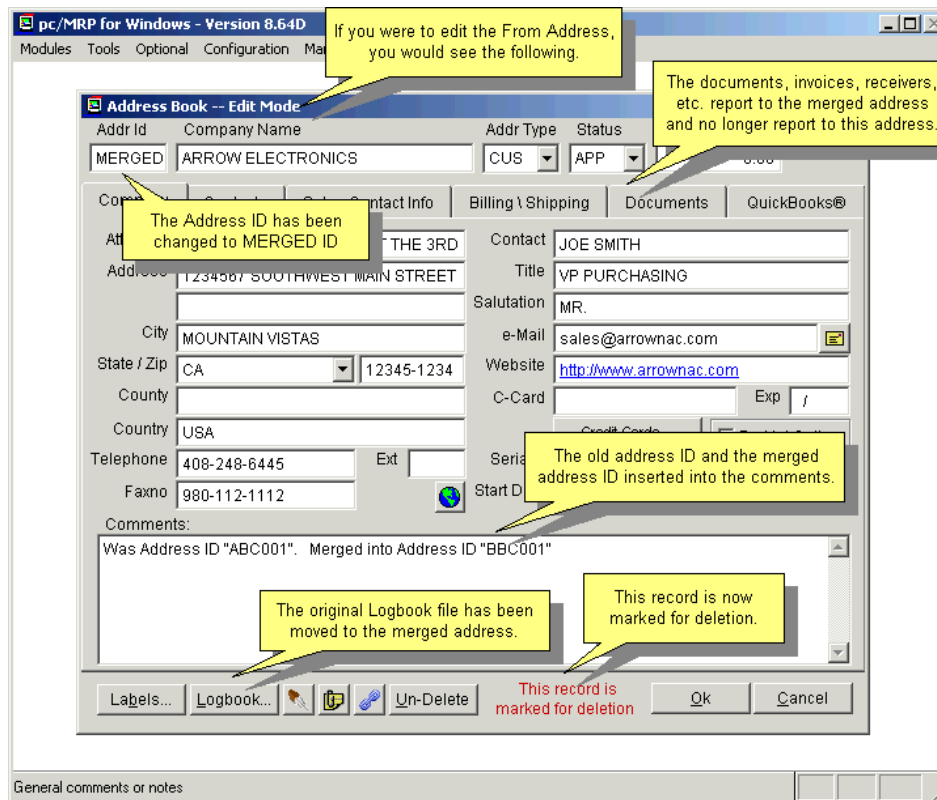 pc/MRP for Windows - Version 8.64D
Modules Tools Optional Configuration
If you were to edit the From Address,
you would see the following.
The documents, invoices, receivers,
etc. report to the merged address
and no longer report to this address.
Address Book -- Edit Mode
Addr Id Company Name Addr Type Status
MERGED ARROW ELECTRONICS CUS APP
Contact Info Billing \ Shipping Documents QuickBooks®
The Address ID has been
changed to MERGED ID
THE 3RD Contact JOE SMITH
Address 1234567 SOUTHWEST MAIN STREET Title VP PURCHASING
Salutation MR.
City MOUNTAIN VISTAS e-Mail sales@arrownac.com
State / Zip CA 12345-1234 Website http://www.arrownac.com
County C-Card Exp /
Country USA Credit Cards
Telephone 408-248-6445 Ext
The old address ID and the merged
address ID inserted into the comments.
Faxno 980-112-1112 Start
Comments:
Was Address ID "ABC001". Merged into Address ID "BBC001"
The original Logbook file has been
moved to the merged address.
This record is now
marked for deletion.
Labels... Logbook... Un-Delete This record is
marked for deletion Ok Cancel
General comments or notes